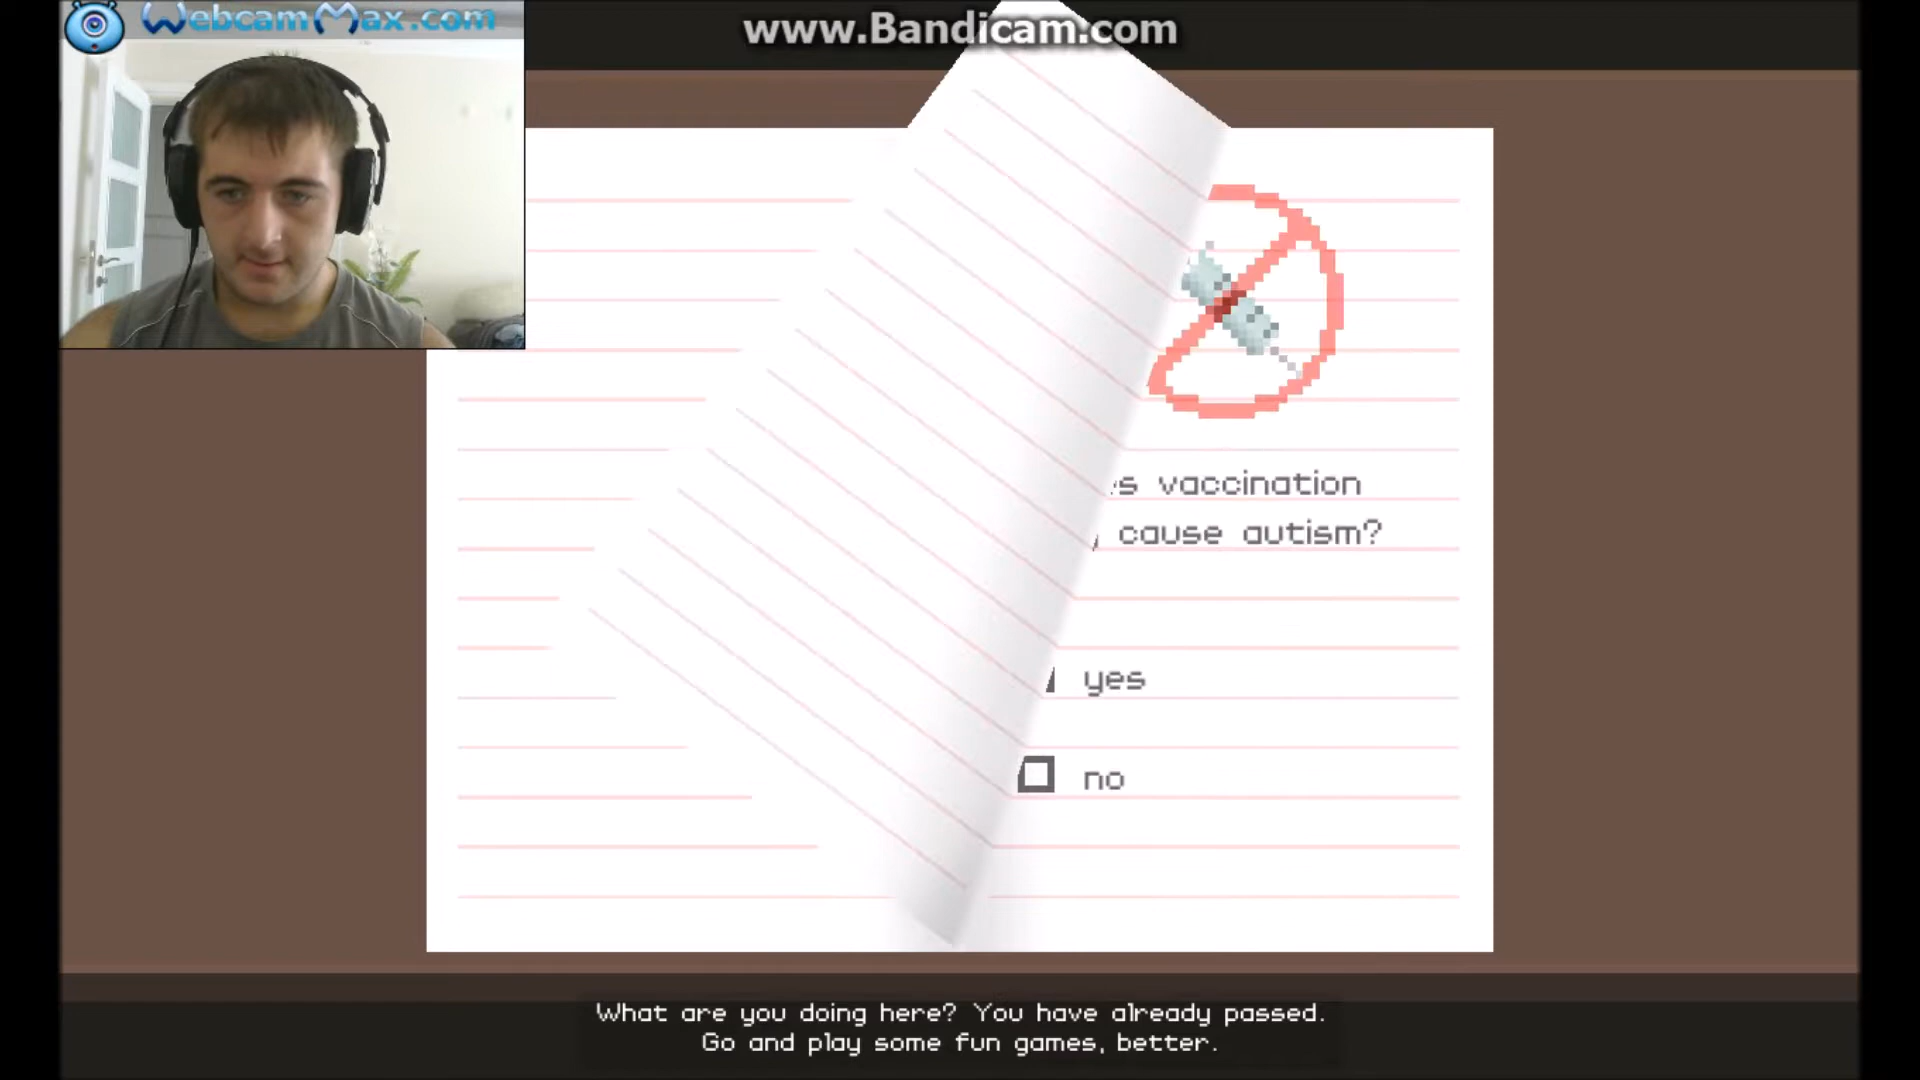 WebcamMax.com
www.Bandicam.com
vaccination
cause autism?
yes
no
What are you doing here? You have already passed.
Go and play some fun games, better.